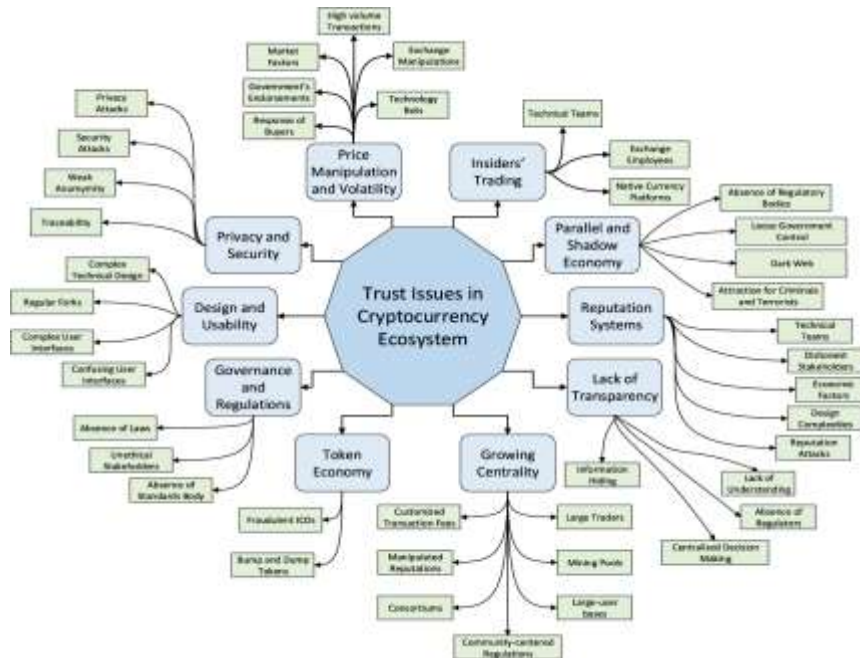 High volume
Transactions
Market
Factors
Exchange
Manipulations
Government's
Endorsements
Technology
Response of
Buyers
Price
Manipulation
and Volatility
Technical Teams
Insiders'
Trading
Exchange
Employees
Native Currency
Platforms
Privacy
Attacks
Security
Attacks
Weak
Traceability
Privacy and
Security
Absence of Regulatory
Bodies
Loose Government
Control
Dark Web
Attraction for Criminals
and Terrorists
Parallel and
Shadow
Economy
Complex
Technical Design
Regular Forks
Complex User
Interfaces
Confusing User
Interfaces
Design and
Usability
Trust Issues in
Cryptocurrency
Ecosystem
Reputation
Systems
Technical
Teams
Dishonest
Stakeholders
Economic
Factors
Design
Complexities
Reputation
Attacks
Governance
and
Regulations
Absence of Laws
Unethical
Stakeholders
Absence of
Standards Body
Lack of
Transparency
Information
Hiding
Lack of
Understanding
Absence of
Regulators
Centralized Decision
Making
Token
Economy
Fraudulent ICOs
and Dump
Tokens
Growing
Centrality
Customized
Transaction Fees
Manipulated
Reputations
Consortiums
Large Traders
Mining Pools
Large-user
bases
Community-centered
Regulations